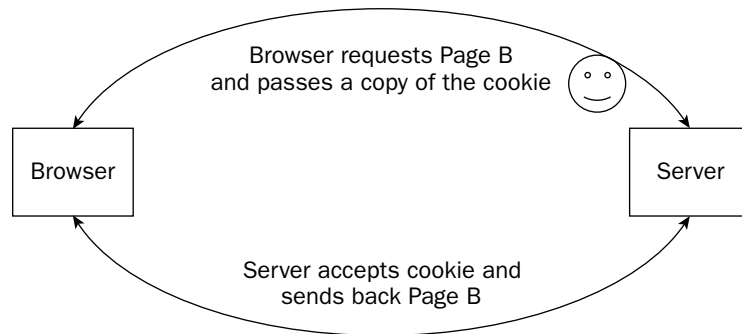 Browser requests Page B
and passes a copy of the cookie
Browser
Server
Server accepts cookie and
sends back Page B